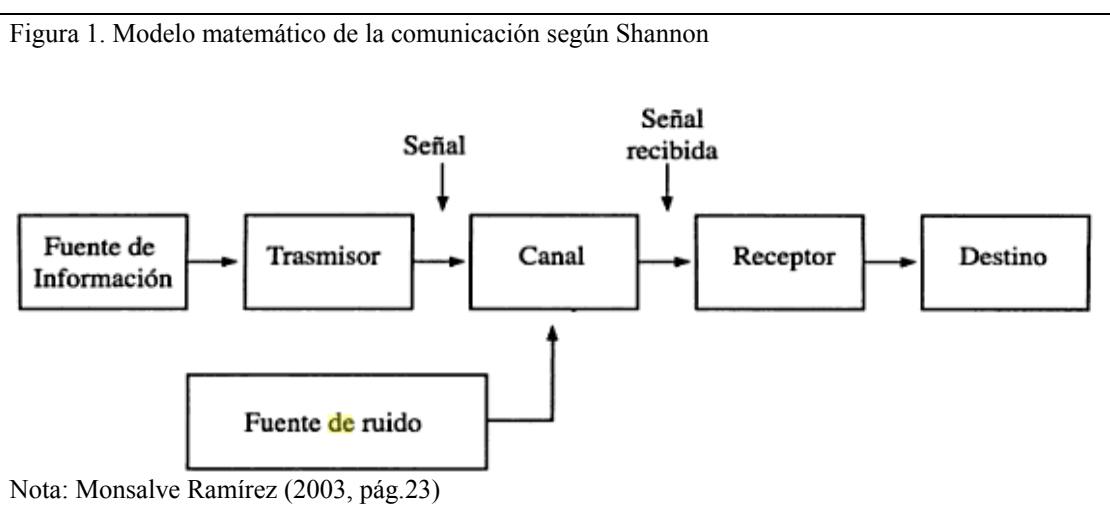 Figura 1. Modelo matemático de la comunicación según Shannon
Señal
Señal
recibida
Fuente de
Información
Trasmisor
Canal
Receptor
Destino
Fuente de ruido
Nota: Monsalve Ramírez (2003, pág.23)